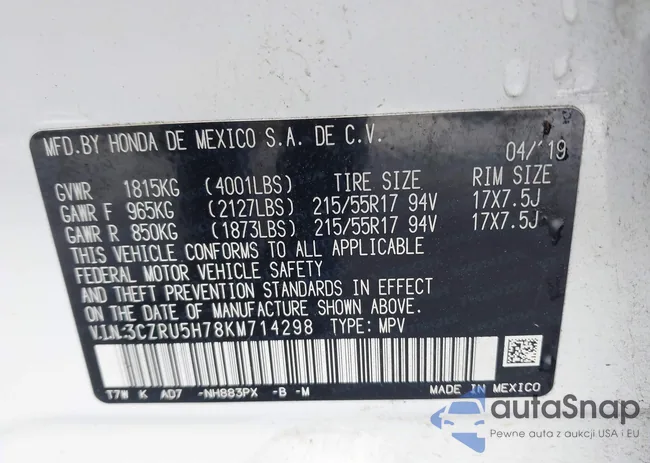 MFD.BY HONDA DE MEXICO S.A. DE C.V.
04/'19
GVWR 1815KG (4001LBS) TIRE SIZE RIM SIZE
GAWR F 965KG (2127LBS) 215/55R17 94V 17X7.5J
GAWR R 850KG (1873LBS) 215/55R17 94V 17X7.5J
THIS VEHICLE CONFORMS TO ALL APPLICABLE
FEDERAL MOTOR VEHICLE SAFETY
AND THEFT PREVENTION STANDARDS IN EFFECT
ON THE DATE OF MANUFACTURE SHOWN ABOVE.
V.I.N.:3CZRU5H78KM714298 TYPE: MPV
T7W K AD7 -NH883PX -B -M MADE IN MEXICO
autaSnap
Pewne auta z aukcji USA i EU